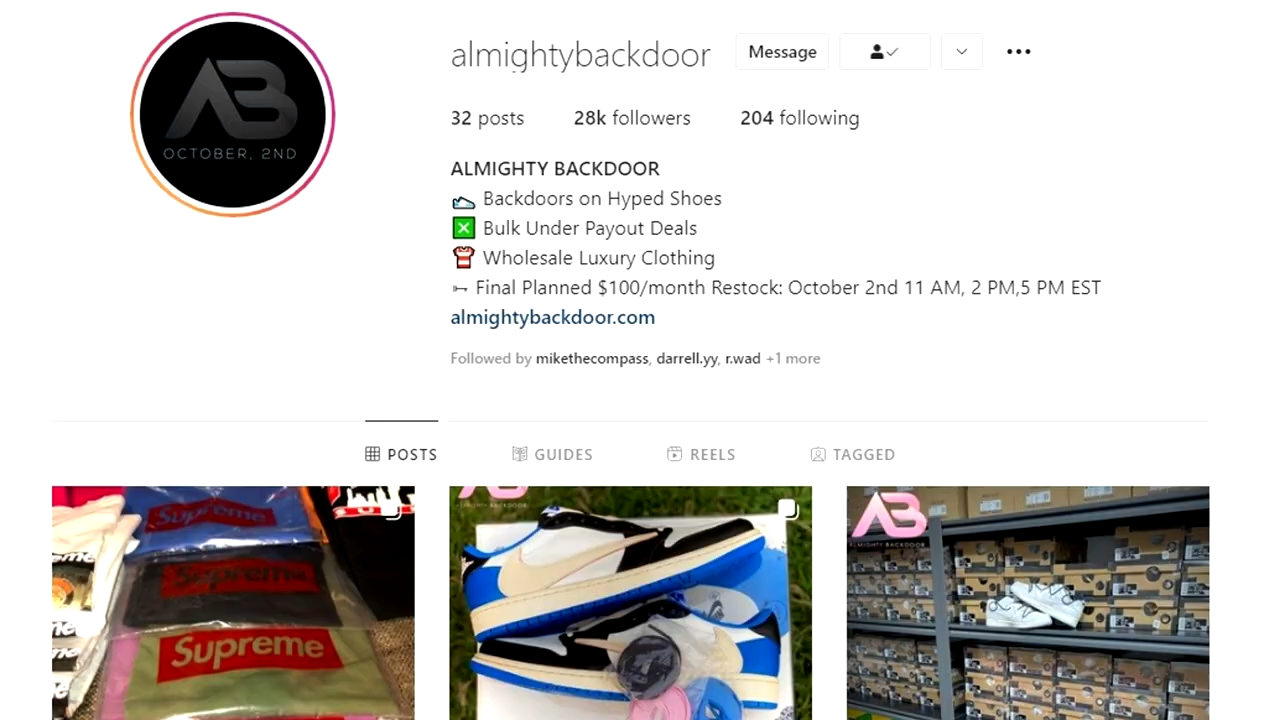 almightybackdoor
Message
AB
OCTOBER, 2ND
32 posts 28k followers 204 following
ALMIGHTY BACKDOOR
Backdoors on Hyped Shoes
Bulk Under Payout Deals
Wholesale Luxury Clothing
Final Planned $100/month Restock: October 2nd 11 AM, 2 PM,5 PM EST
almightybackdoor.com
Followed by mikethecompass, darrell.yy, r.wad +1 more
POSTS GUIDES REELS TAGGED
Supreme
Supreme
Supreme
AB
ALMIGHTY BACKDOOR